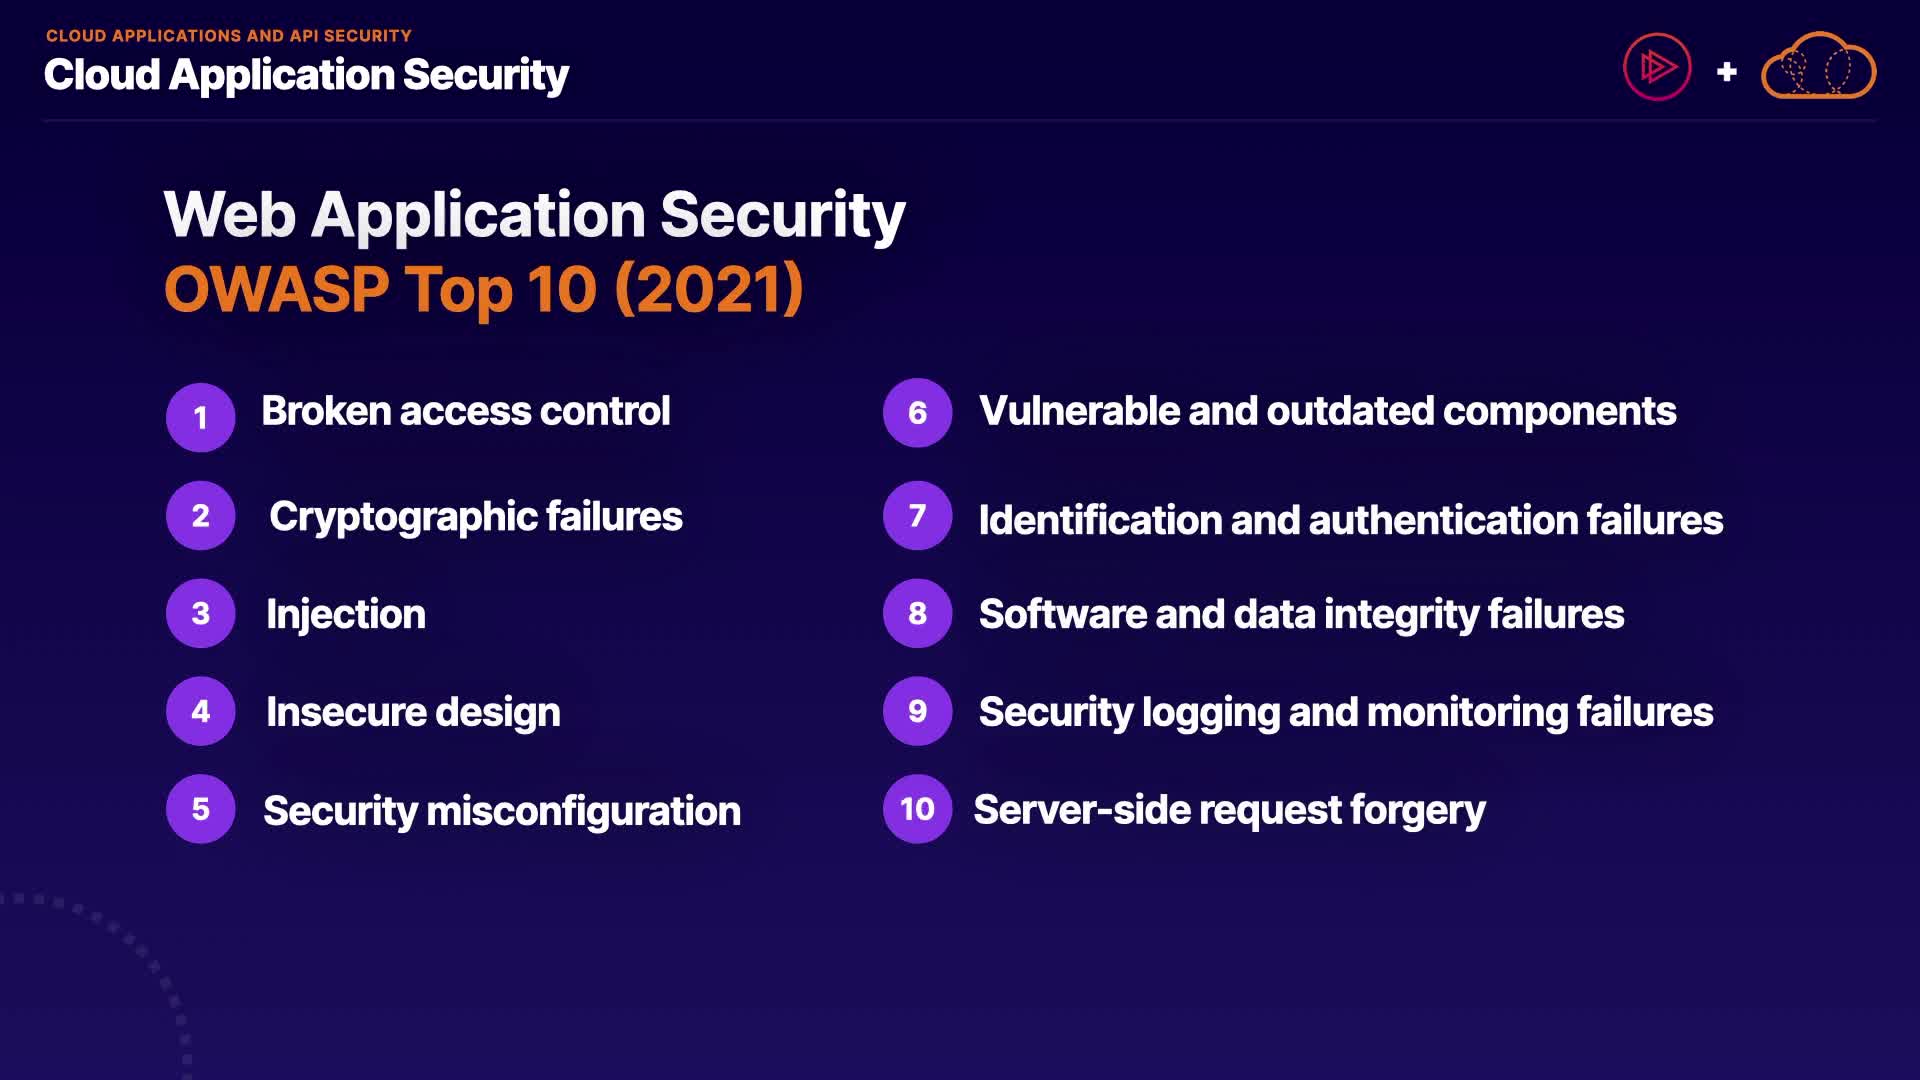 CLOUD APPLICATIONS AND API SECURITY
Cloud Application Security
+
Web Application Security
OWASP Top 10 (2021)
1 Broken access control
2 Cryptographic failures
3 Injection
4 Insecure design
5 Security misconfiguration
6 Vulnerable and outdated components
7 Identification and authentication failures
8 Software and data integrity failures
9 Security logging and monitoring failures
10 Server-side request forgery